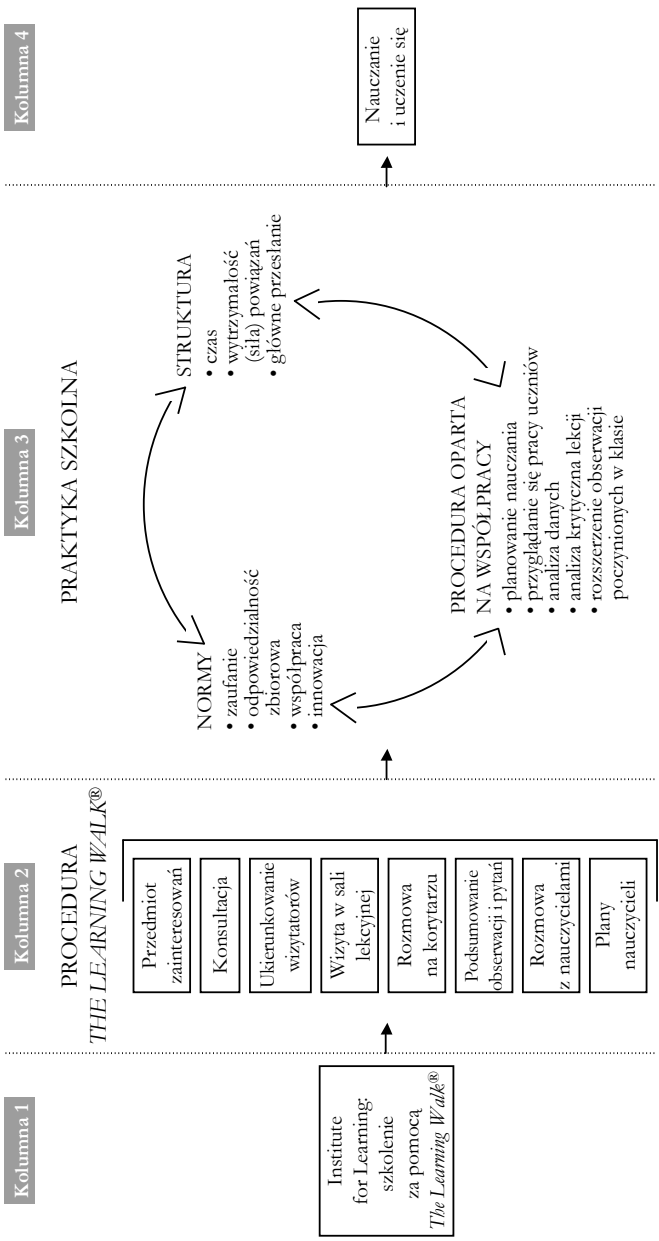 Kolumna 1
Institute
for Learning:
szkolenie
za pomocą
The Learning Walk®
Kolumna 2
PROCEDURA
THE LEARNING WALK®
Przedmiot
zainteresowań
Konsultacja
Ukierunkowanie
wizytatorów
Wizyta w sali
lekcyjnej
Rozmowa
na korytarzu
Podsumowanie
obserwacji i pytań
Rozmowa
z nauczycielami
Plany
nauczycieli
Kolumna 3
PRAKTYKA SZKOLNA
NORMY
• zaufanie
• odpowiedzialność
zbiorowa
• współpraca
• innowacja
STRUKTURA
• czas
• wytrzymałość
(siła) powiązań
• główne przesłanie
PROCEDURA OPARTA
NA WSPÓŁPRACY
• planowanie nauczania
• przyglądanie się pracy uczniów
• analiza danych
• analiza krytyczna lekcji
• rozszerzenie obserwacji
poczynionych w klasie
Kolumna 4
Nauczanie
i uczenie się